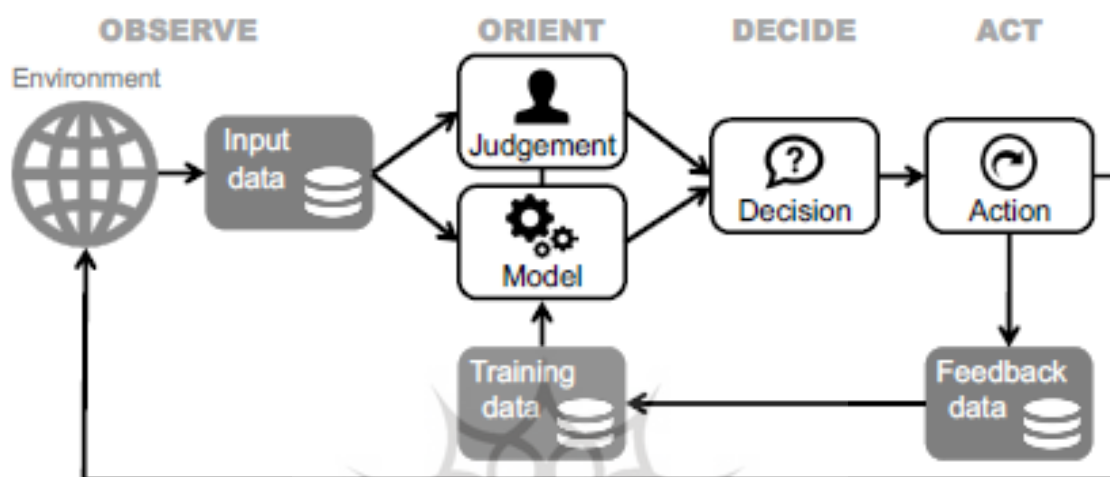 OBSERVE
ORIENT
DECIDE
ACT
Environment
Input
data
Judgement
Model
?
Decision
Action
Training
data
Feedback
data